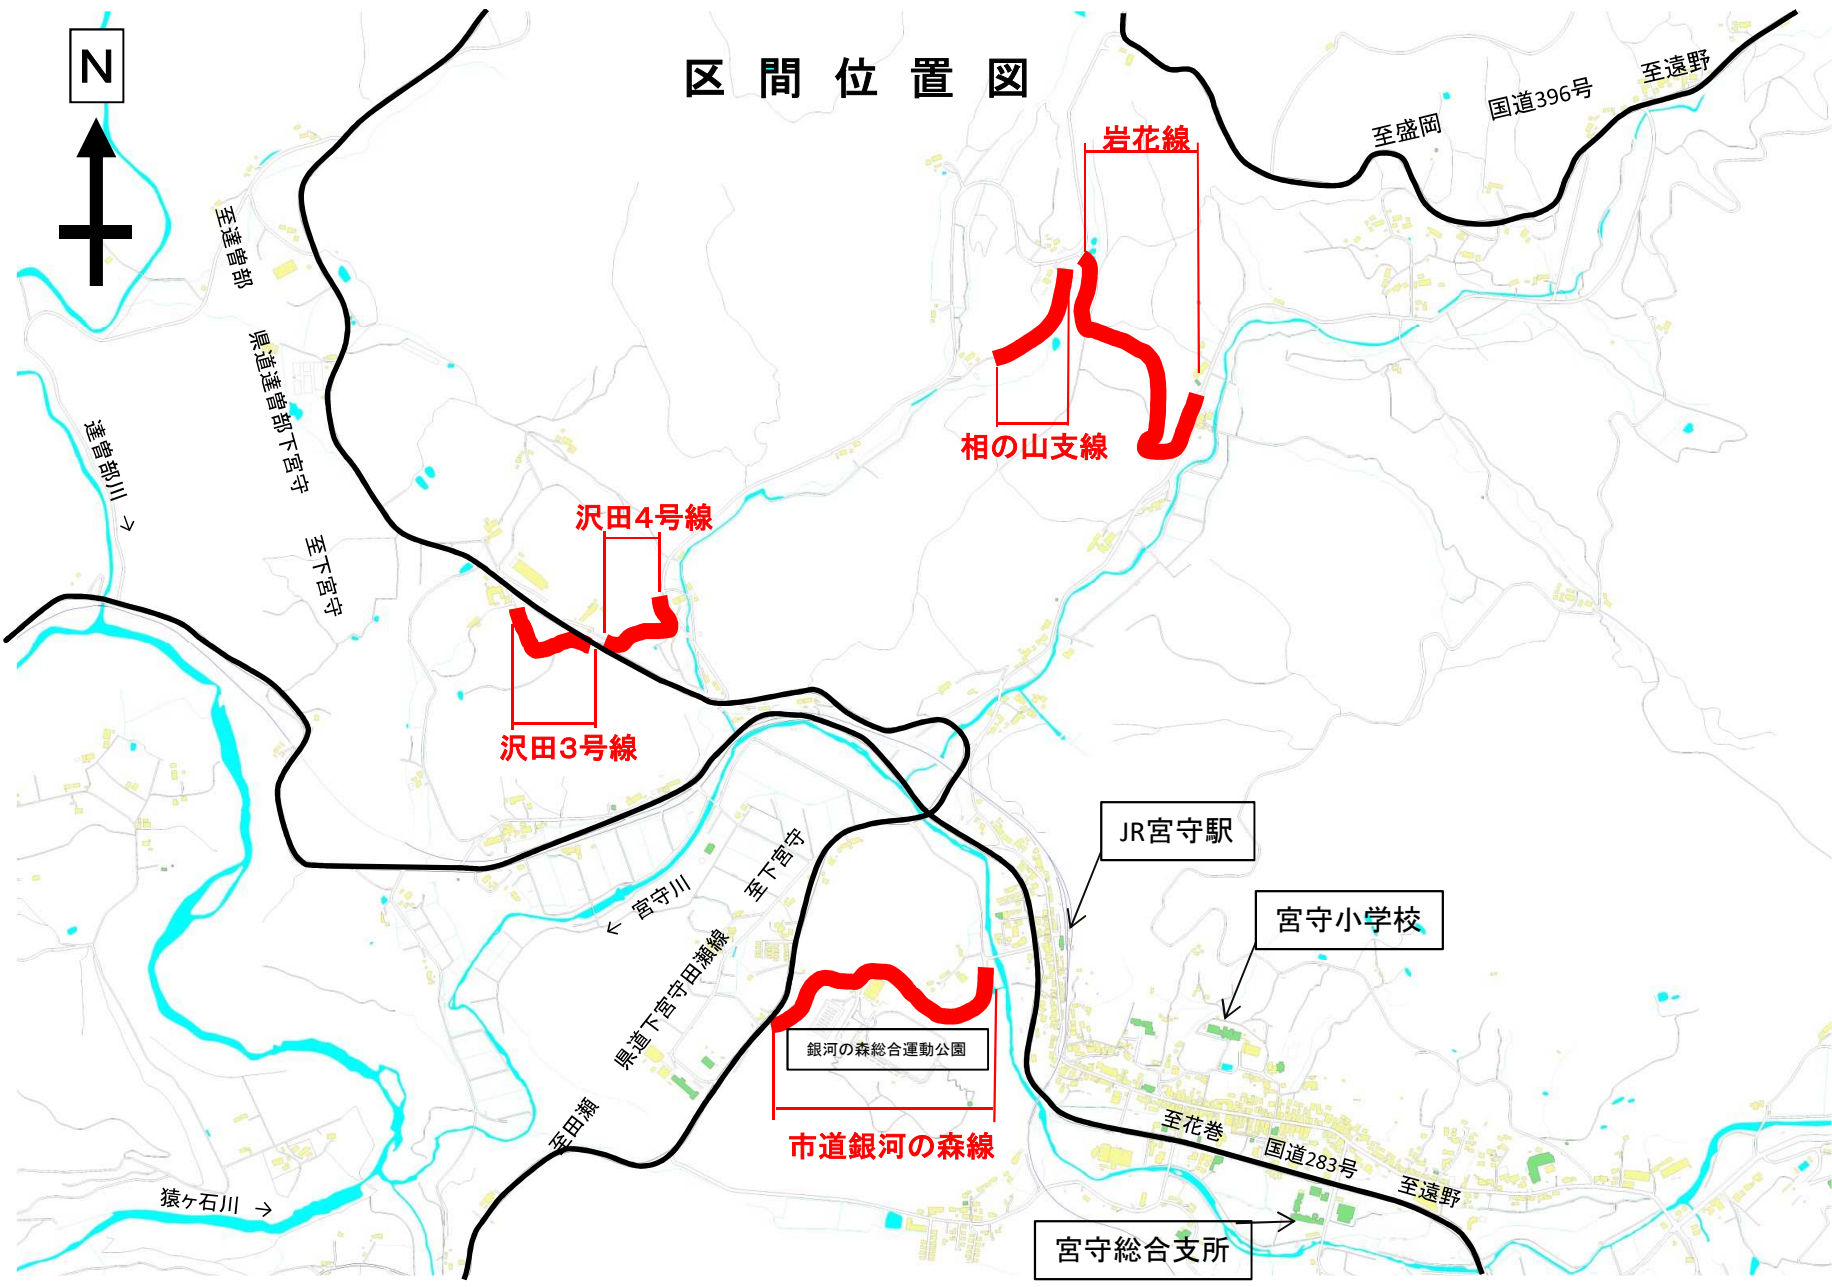 N
区間位置図
至遠野
国道396号
至盛岡
岩花線
至達曽部
県道達曽部下宮守
至下宮守
達曽部川 →
相の山支線
沢田4号線
沢田3号線
JR宮守駅
宮守小学校
至下宮守
← 宮守川
県道下宮守田瀬線
至田瀬
銀河の森総合運動公園
市道銀河の森線
至花巻
国道283号
至遠野
猿ヶ石川 →
宮守総合支所